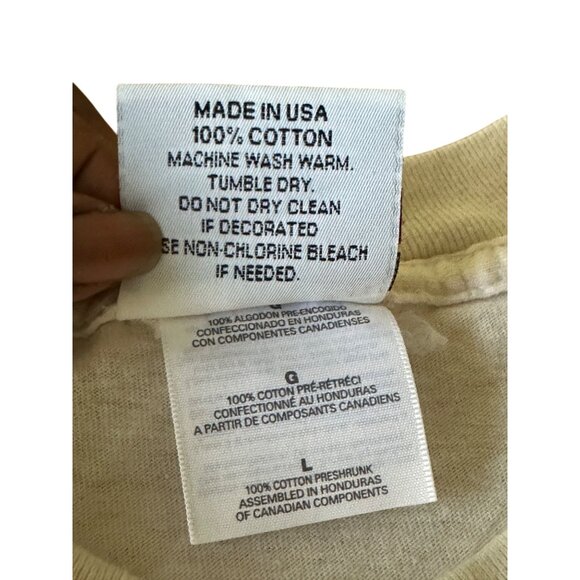 MADE IN USA
100% COTTON
MACHINE WASH WARM.
TUMBLE DRY.
DO NOT DRY CLEAN
IF DECORATED
SE NON-CHLORINE BLEACH
IF NEEDED.
100% ALGODON PRE-ENCOGIDO
CONFECCIONADO EN HONDURAS
CON COMPONENTES CANADIENSES
G
100% COTON PRÉ-RÉTRÉCI
CONFECTIONNÉ AU HONDURAS
A PARTIR DE COMPOSANTS CANADIENS
L
100% COTTON PRESHRUNK
ASSEMBLED IN HONDURAS
OF CANADIAN COMPONENTS